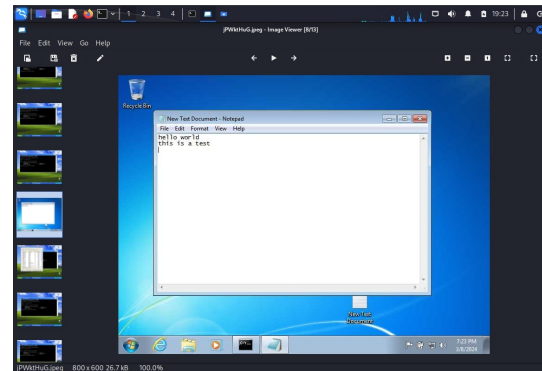 1 2 3 4
19:23
G
jPWktHuG.jpeg - Image Viewer [8/13]
File Edit View Go Help
Recycle Bin
New Text Document - Notepad
File Edit Format View Help
hello world
this is a test
New Text
Document
7:23 PM
3/8/2024
jPWktHuG.jpeg 800 x 600 26.7 kB 100.0%